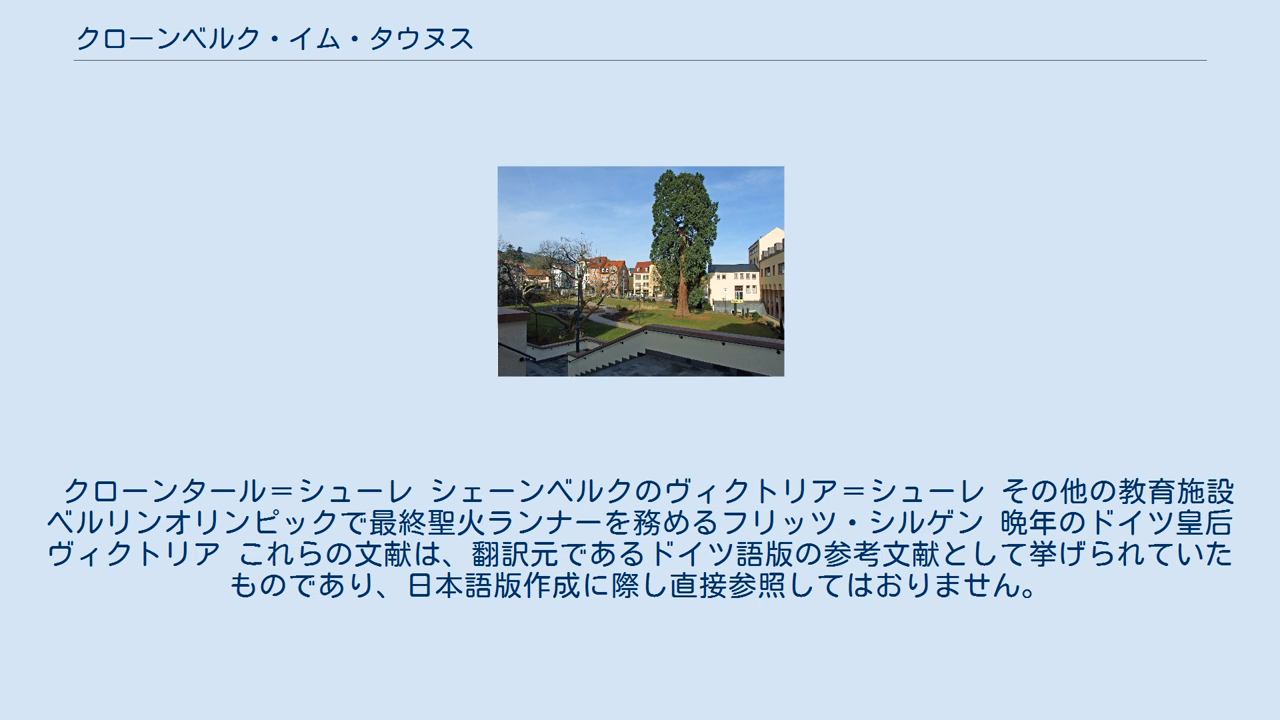 クローンベルク・イム・タウヌス
クローンタール＝シューレ シェーンベルクのヴィクトリア＝シューレ その他の教育施設
ベルリンオリンピックで最終聖火ランナーを務めるフリッツ・シルゲン 晩年のドイツ皇后
ヴィクトリア これらの文献は、翻訳元であるドイツ語版の参考文献として挙げられていた
ものであり、日本語版作成に際し直接参照してはおりません。